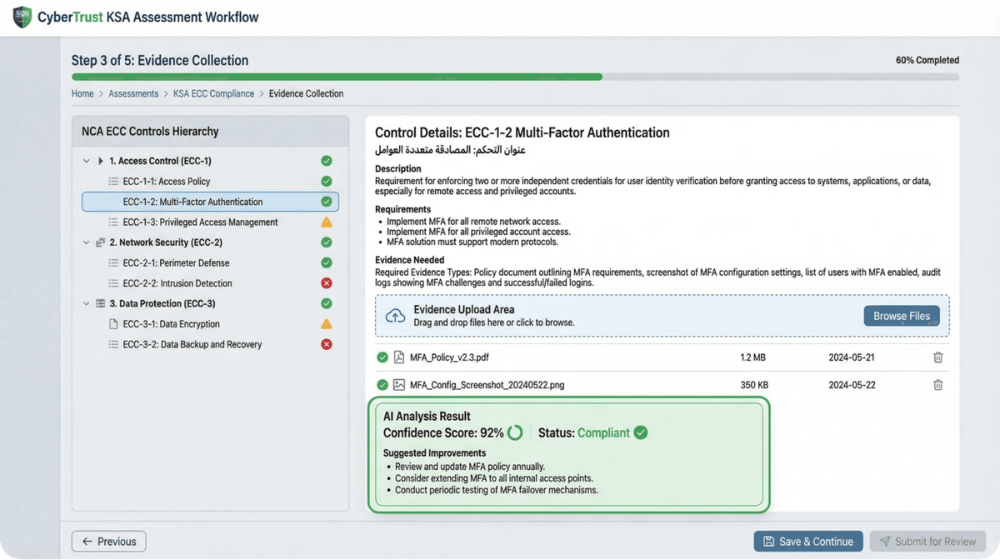 CyberTrust KSA Assessment Workflow
Step 3 of 5: Evidence Collection
60% Completed
Home > Assessments > KSA ECC Compliance > Evidence Collection
NCA ECC Controls Hierarchy
1. Access Control (ECC-1)
ECC-1-1: Access Policy
ECC-1-2: Multi-Factor Authentication
ECC-1-3: Privileged Access Management
2. Network Security (ECC-2)
ECC-2-1: Perimeter Defense
ECC-2-2: Intrusion Detection
3. Data Protection (ECC-3)
ECC-3-1: Data Encryption
ECC-3-2: Data Backup and Recovery
Control Details: ECC-1-2 Multi-Factor Authentication
عنوان التحكم: المصادقة متعددة العوامل
Description
Requirement for enforcing two or more independent credentials for user identity verification before granting access to systems, applications, or data,
especially for remote access and privileged accounts.
Requirements
• Implement MFA for all remote network access.
• Implement MFA for all privileged account access.
• MFA solution must support modern protocols.
Evidence Needed
Required Evidence Types: Policy document outlining MFA requirements, screenshot of MFA configuration settings, list of users with MFA enabled, audit
logs showing MFA challenges and successful/failed logins.
Evidence Upload Area
Drag and drop files here or click to browse.
Browse Files
MFA_Policy_v2.3.pdf 1.2 MB 2024-05-21
MFA_Config_Screenshot_20240522.png 350 KB 2024-05-22
AI Analysis Result
Confidence Score: 92% Status: Compliant
Suggested Improvements
• Review and update MFA policy annually.
• Consider extending MFA to all internal access points.
• Conduct periodic testing of MFA failover mechanisms.
← Previous
Save & Continue
Submit for Review